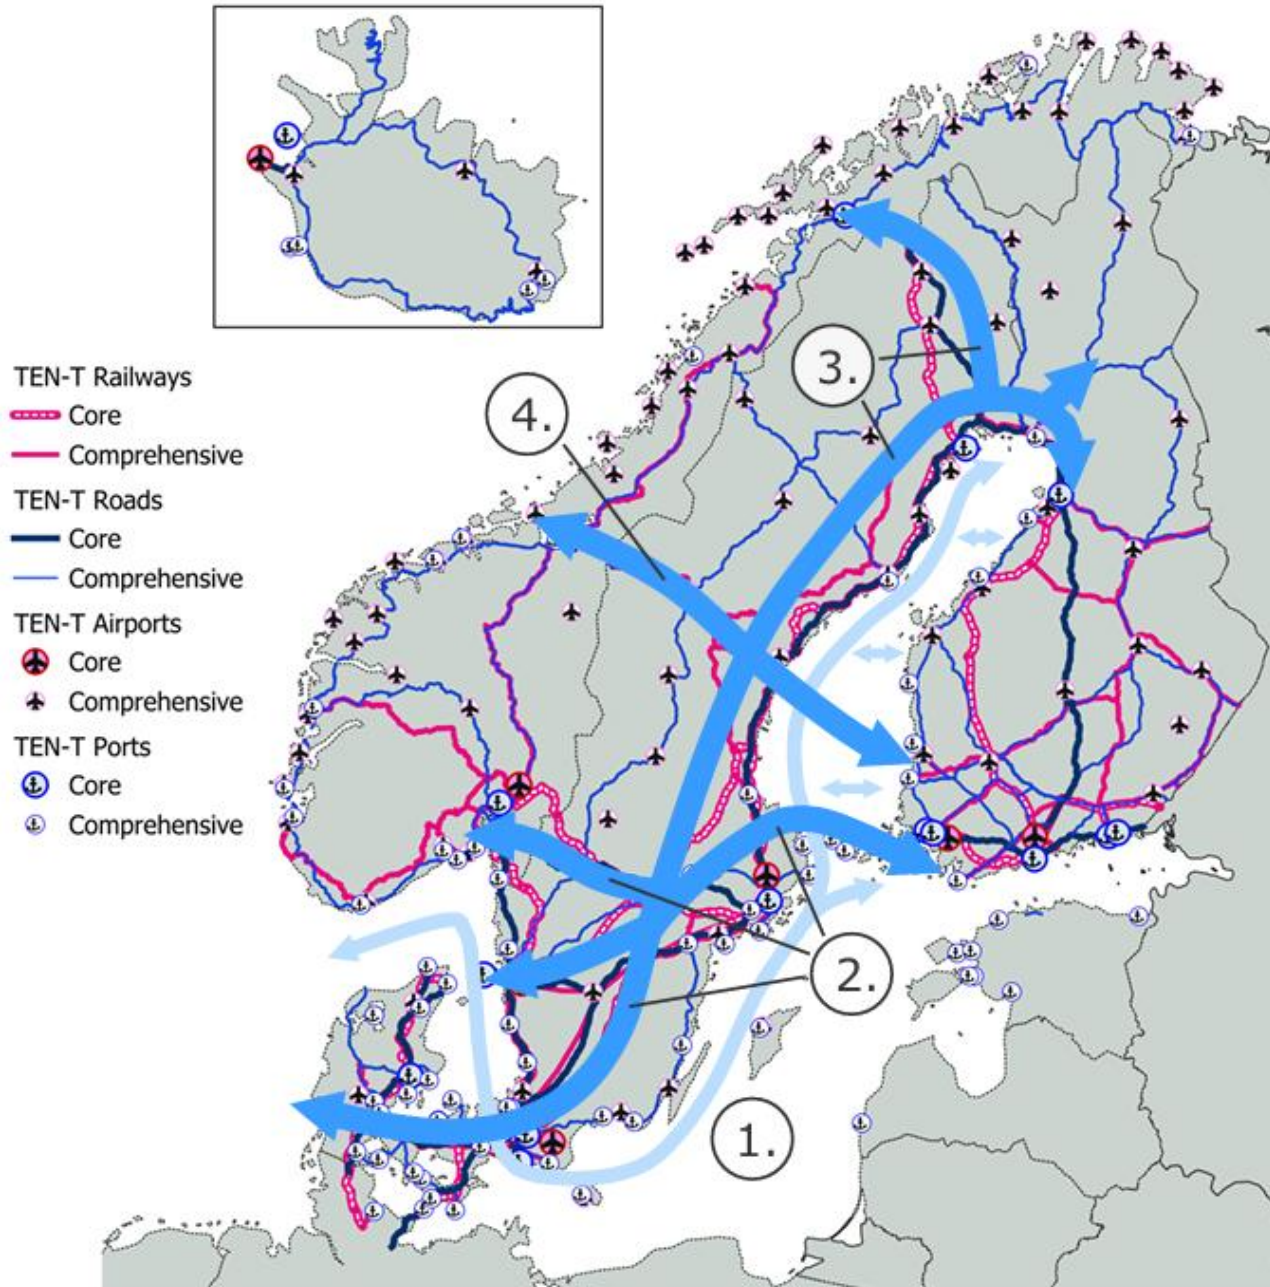 TEN-T Railways
Core
Comprehensive
TEN-T Roads
Core
Comprehensive
TEN-T Airports
Core
Comprehensive
TEN-T Ports
Core
Comprehensive
3.
4.
2.
1.